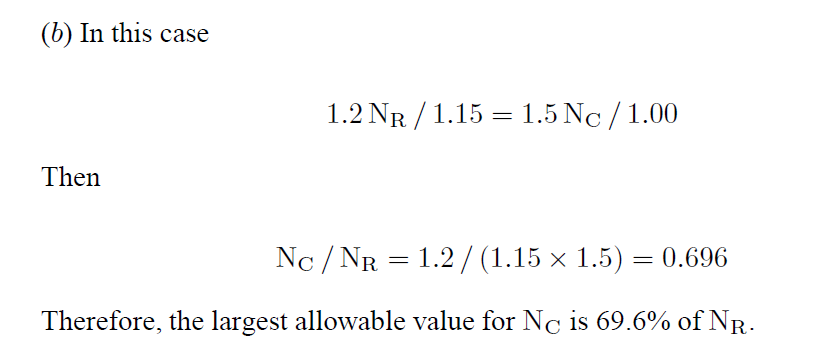 (b) In this case
1.2 N_R / 1.15 = 1.5 N_C / 1.00
Then
N_C / N_R = 1.2 / (1.15 × 1.5) = 0.696
Therefore, the largest allowable value for N_C is 69.6% of N_R.